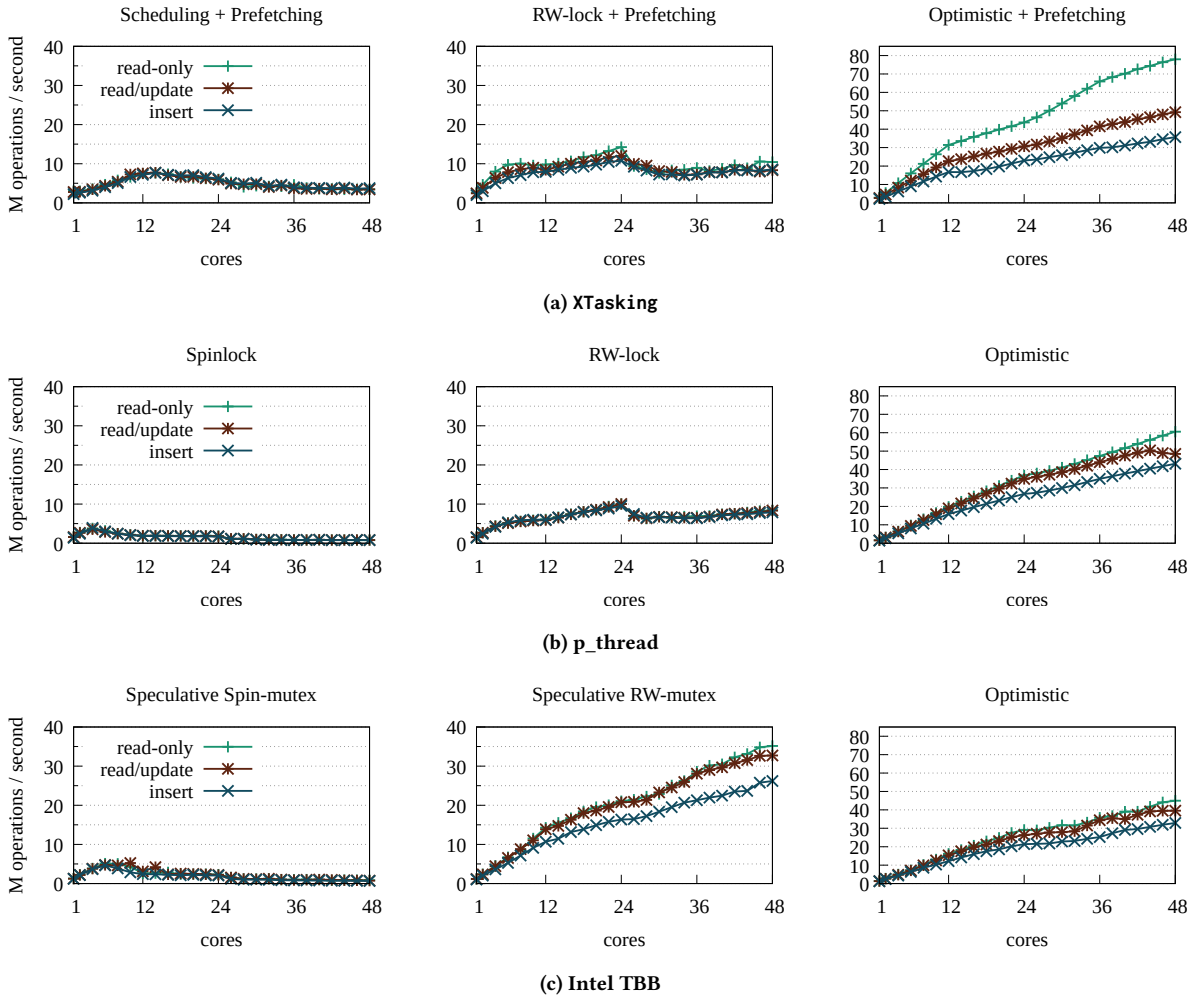 Scheduling + Prefetching
RW-lock + Prefetching
Optimistic + Prefetching
M operations / second
40
30
20
10
0
read-only
read/update
insert
1 12 24 36 48
cores
40
30
20
10
0
1 12 24 36 48
cores
80
70
60
50
40
30
20
10
0
1 12 24 36 48
cores
(a) XTasking
Spinlock
RW-lock
Optimistic
M operations / second
40
30
20
10
0
read-only
read/update
insert
1 12 24 36 48
cores
40
30
20
10
0
1 12 24 36 48
cores
80
70
60
50
40
30
20
10
0
1 12 24 36 48
cores
(b) p_thread
Speculative Spin-mutex
Speculative RW-mutex
Optimistic
M operations / second
40
30
20
10
0
read-only
read/update
insert
1 12 24 36 48
cores
40
30
20
10
0
1 12 24 36 48
cores
80
70
60
50
40
30
20
10
0
1 12 24 36 48
cores
(c) Intel TBB